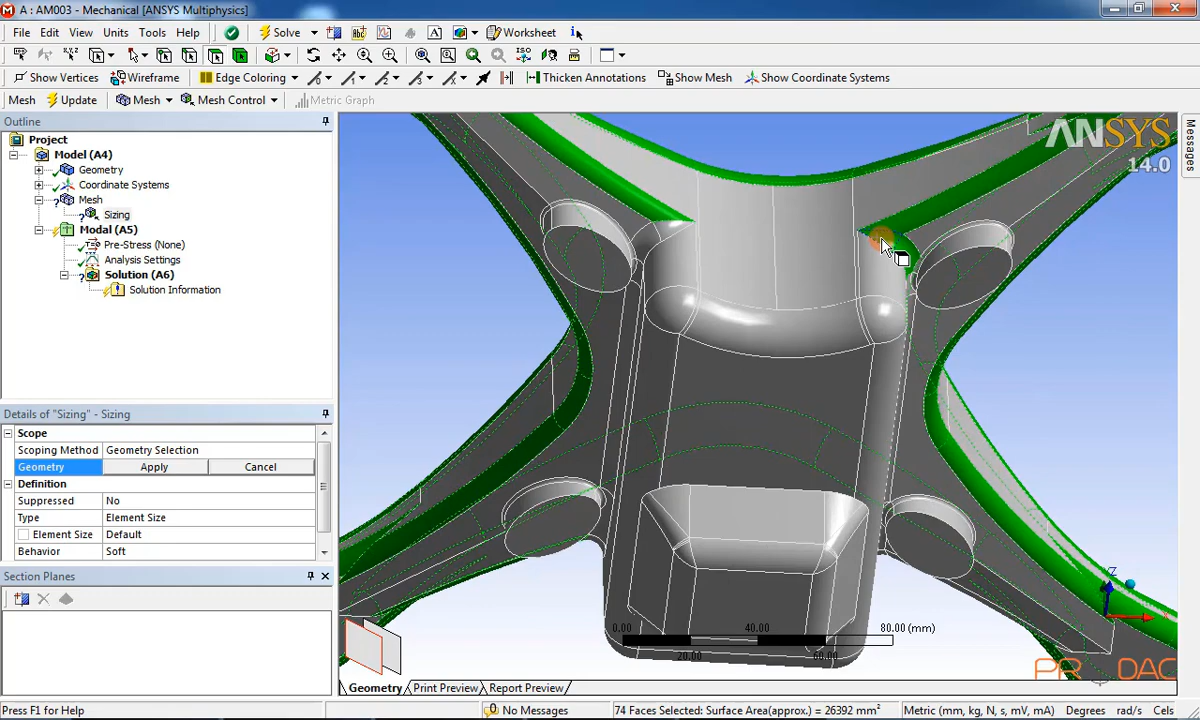 A : AM003 - Mechanical [ANSYS Multiphysics]
File Edit View Units Tools Help Solve Worksheet
Show Vertices Wireframe Edge Coloring Thicken Annotations Show Mesh Show Coordinate Systems
Mesh Update Mesh Mesh Control Metric Graph
Outline
Project
Model (A4)
Geometry
Coordinate Systems
Mesh
Sizing
Modal (A5)
Pre-Stress (None)
Analysis Settings
Solution (A6)
Solution Information
Details of "Sizing" - Sizing
Scope
Scoping Method Geometry Selection
Geometry Apply Cancel
Definition
Suppressed No
Type Element Size
Element Size Default
Behavior Soft
Section Planes
ANSYS
14.0
Messages
Z
0.00 40.00 80.00 (mm)
20.00 60.00
Geometry Print Preview Report Preview
Press F1 for Help No Messages 74 Faces Selected: Surface Area(approx.) = 26392 mm² Metric (mm, kg, N, s, mV, mA) Degrees rad/s Cels